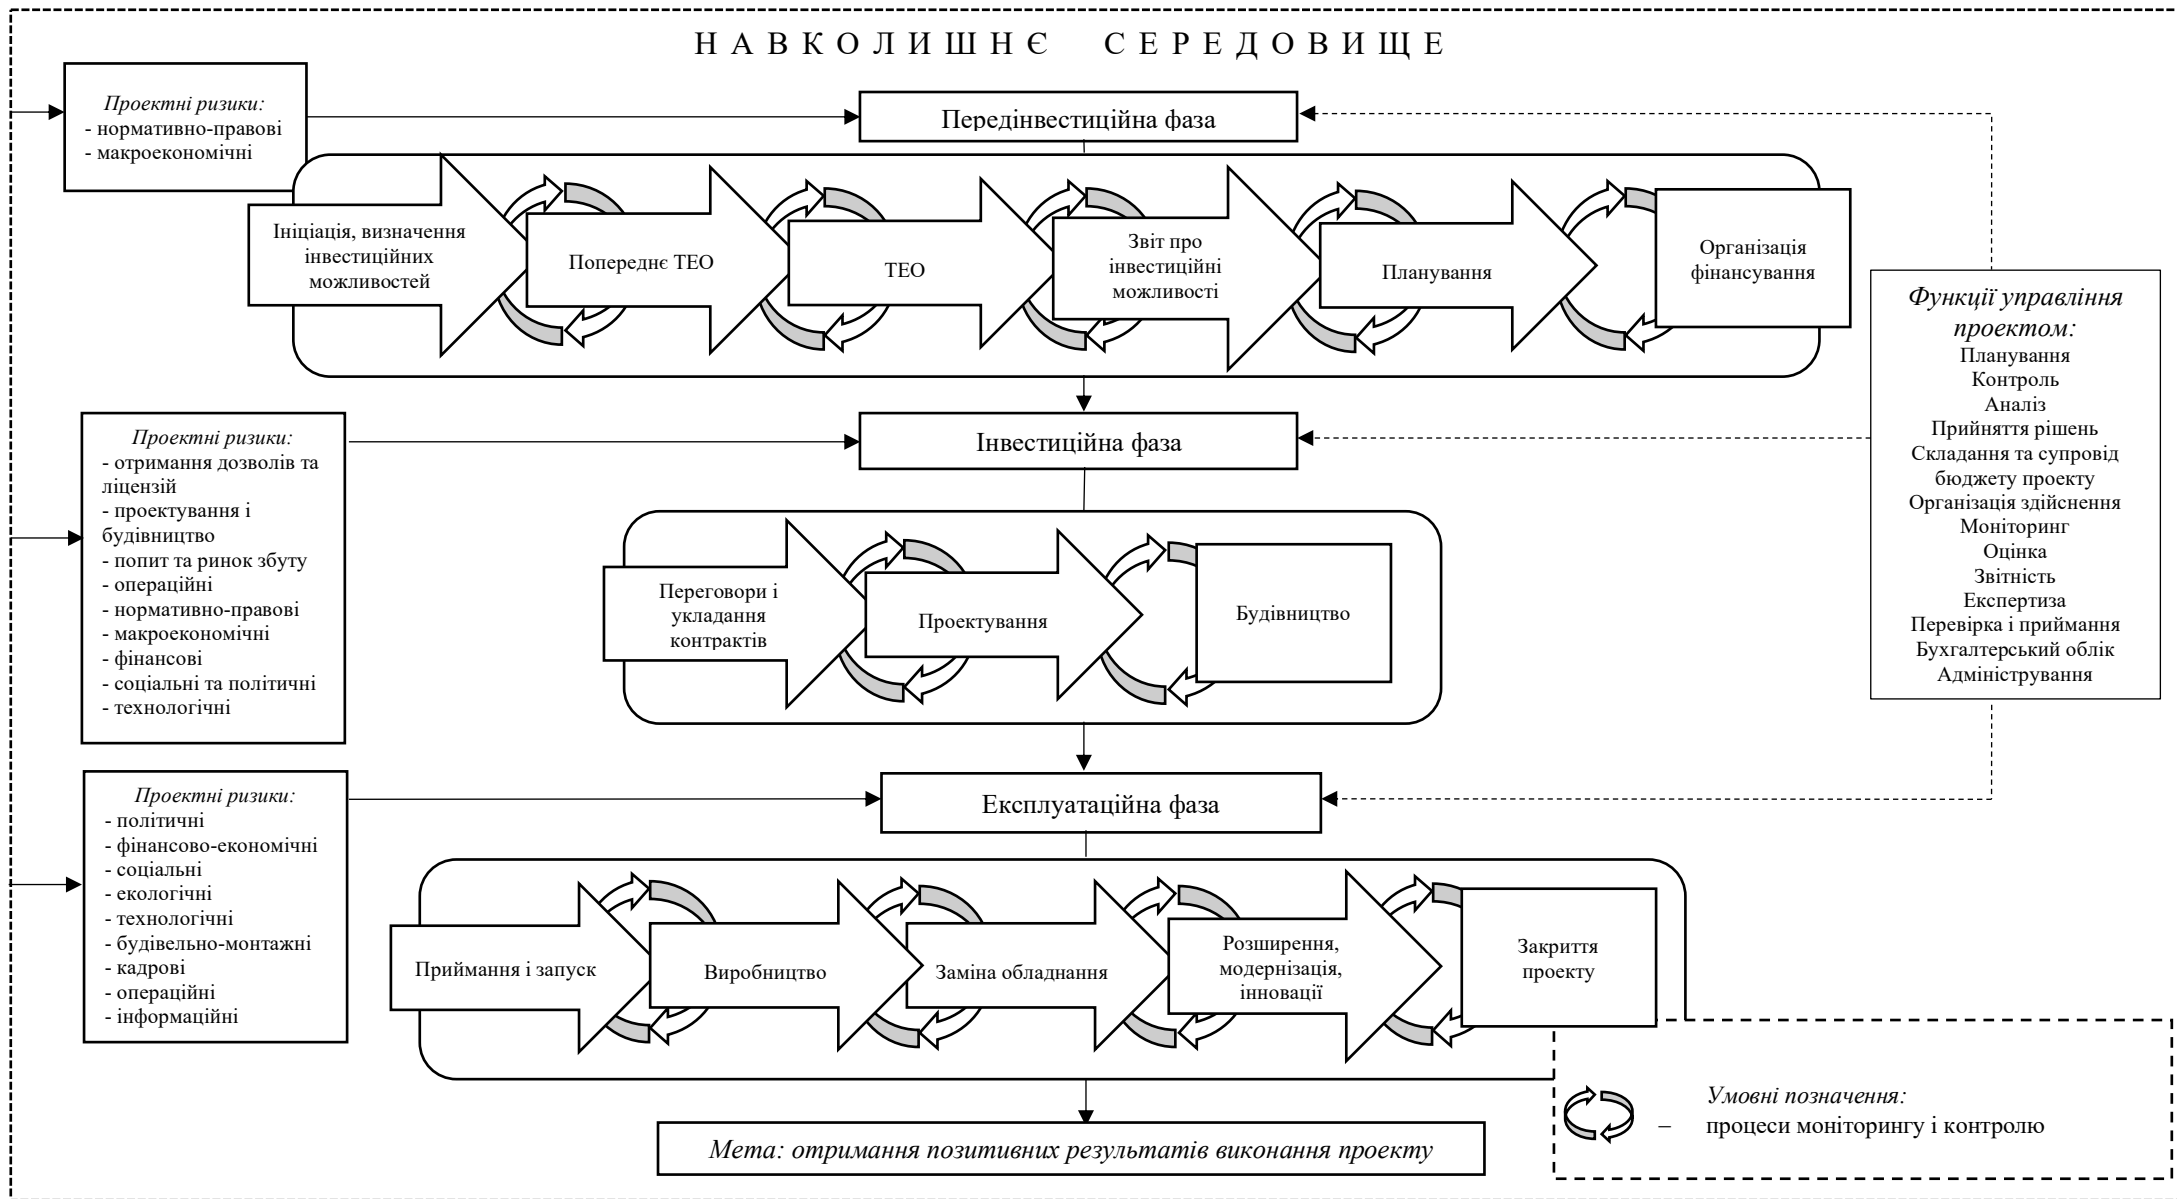 НАВКОЛИШНЄ СЕРЕДОВИЩЕ
Проектні ризики:
- нормативно-правові
- макроекономічні
Передінвестиційна фаза
Ініціація, визначення
інвестиційних
можливостей
Попереднє ТЕО
ТЕО
Звіт про
інвестиційні
можливості
Планування
Організація
фінансування
Функції управління
проектом:
Планування
Контроль
Аналіз
Прийняття рішень
Складання та супровід
бюджету проекту
Організація здійснення
Моніторинг
Оцінка
Звітність
Експертиза
Перевірка і приймання
Бухгалтерський облік
Адміністрування
Проектні ризики:
- отримання дозволів та
ліцензій
- проектування і
будівництво
- попит та ринок збуту
- операційні
- нормативно-правові
- макроекономічні
- фінансові
- соціальні та політичні
- технологічні
Інвестиційна фаза
Переговори і
укладання
контрактів
Проектування
Будівництво
Проектні ризики:
- політичні
- фінансово-економічні
- соціальні
- екологічні
- технологічні
- будівельно-монтажні
- кадрові
- операційні
- інформаційні
Експлуатаційна фаза
Приймання і запуск
Виробництво
Заміна обладнання
Розширення,
модернізація,
інновації
Закриття
проекту
Умовні позначення:
– процеси моніторингу і контролю
Мета: отримання позитивних результатів виконання проекту